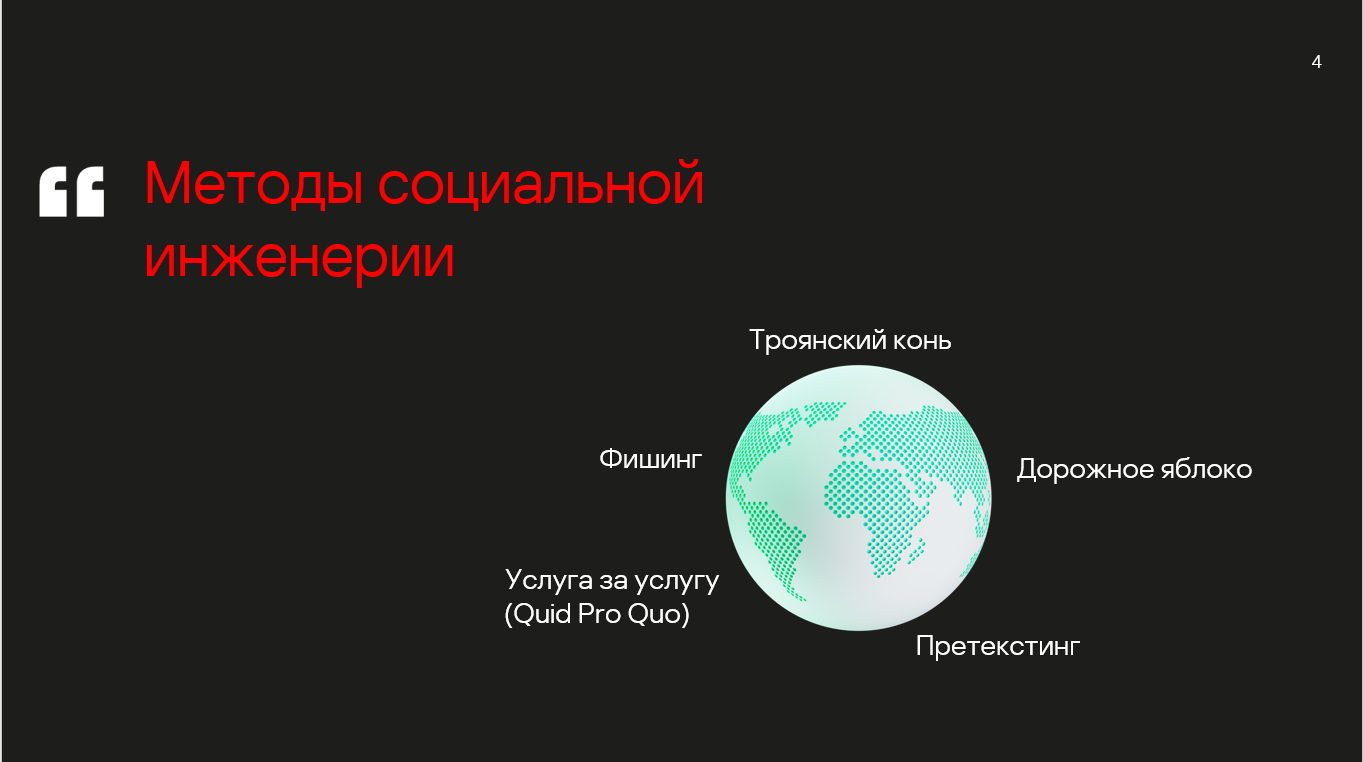 4
“
Методы социальной
инженерии
Троянский конь
Фишинг
Дорожное яблоко
Услуга за услугу
(Quid Pro Quo)
Претекстинг